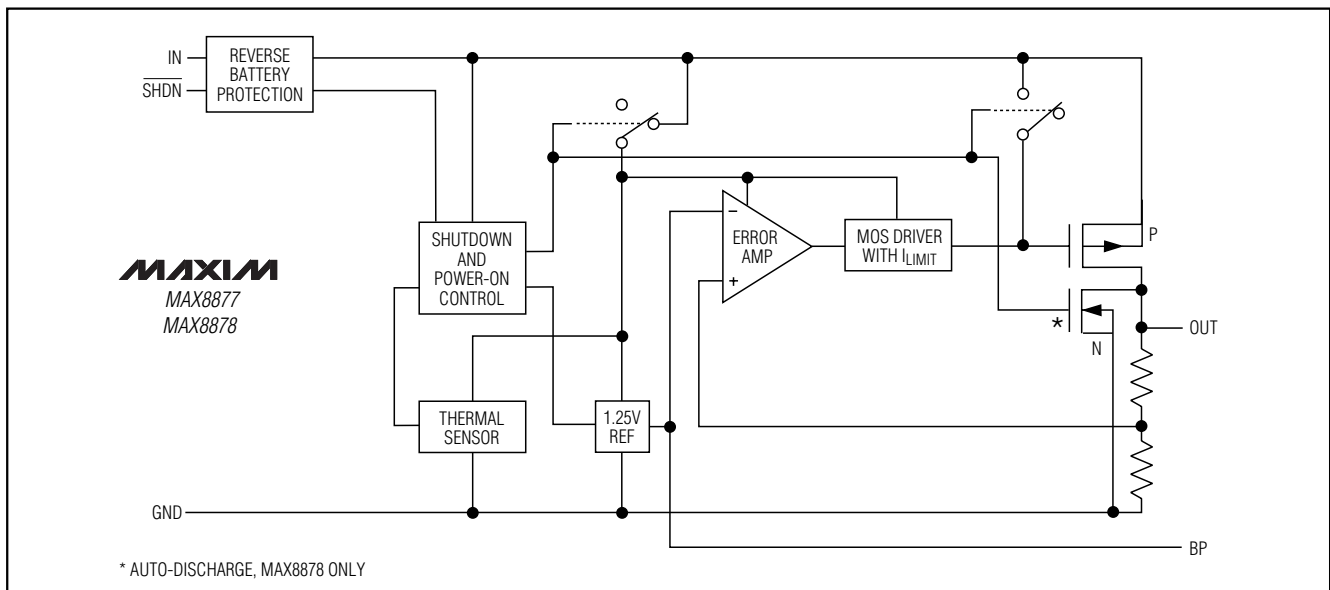 IN
REVERSE
BATTERY
PROTECTION
SHDN
SHUTDOWN
AND
POWER-ON
CONTROL
−
ERROR
AMP
+
MOS DRIVER
WITH ILIMIT
P
MAXIM
MAX8877
MAX8878
*
N
OUT
THERMAL
SENSOR
1.25V
REF
GND
BP
* AUTO-DISCHARGE, MAX8878 ONLY